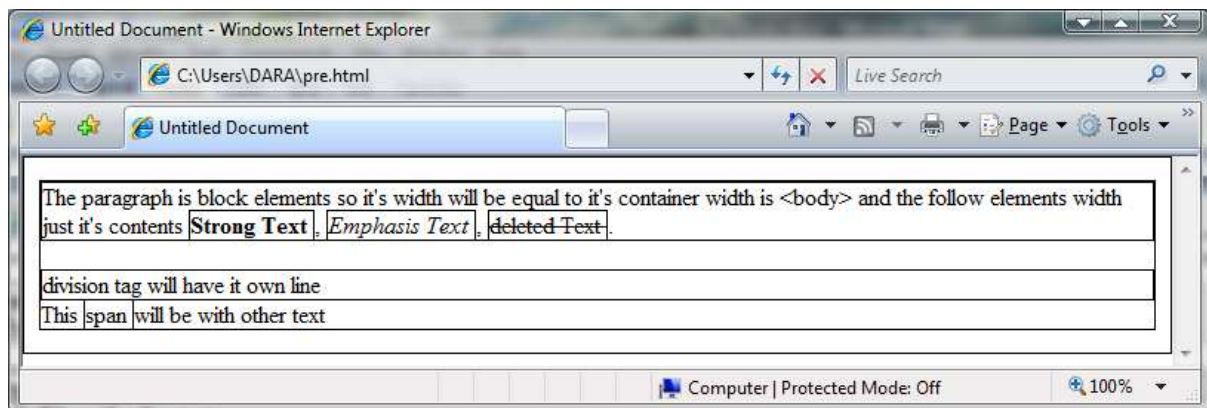 Untitled Document - Windows Internet Explorer
C:\Users\DARA\pre.html
Live Search
Untitled Document
Page
Tools
The paragraph is block elements so it's width will be equal to it's container width is <body> and the follow elements width
just it's contents Strong Text , Emphasis Text , deleted Text .
division tag will have it own line
This span will be with other text
Computer | Protected Mode: Off
100%